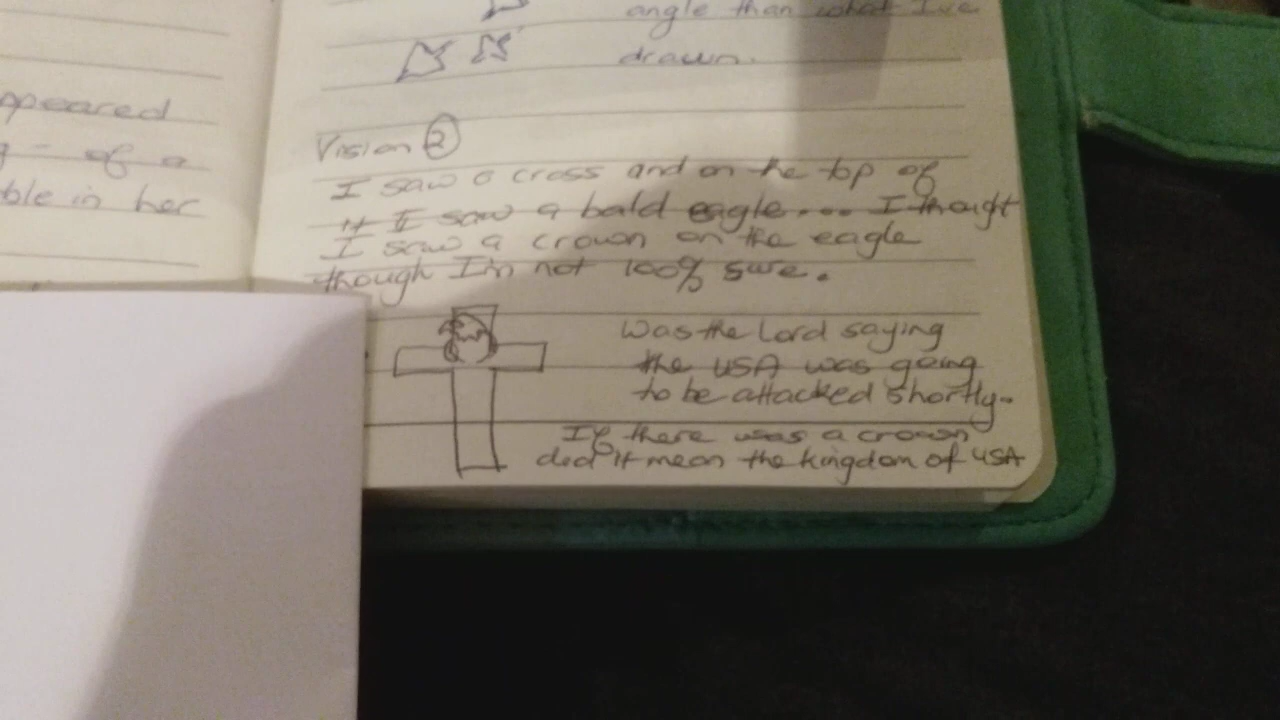 ppeared
g - of a
ble in her
angle than what I've
drawn.
Vision 2
I saw a cross and on the top of
it I saw a bald eagle.... I thought
I saw a crown on the eagle
though I'm not 100% sure.
Was the Lord saying
the USA was going
to be attacked shortly.
If there was a crown
did it mean the kingdom of USA